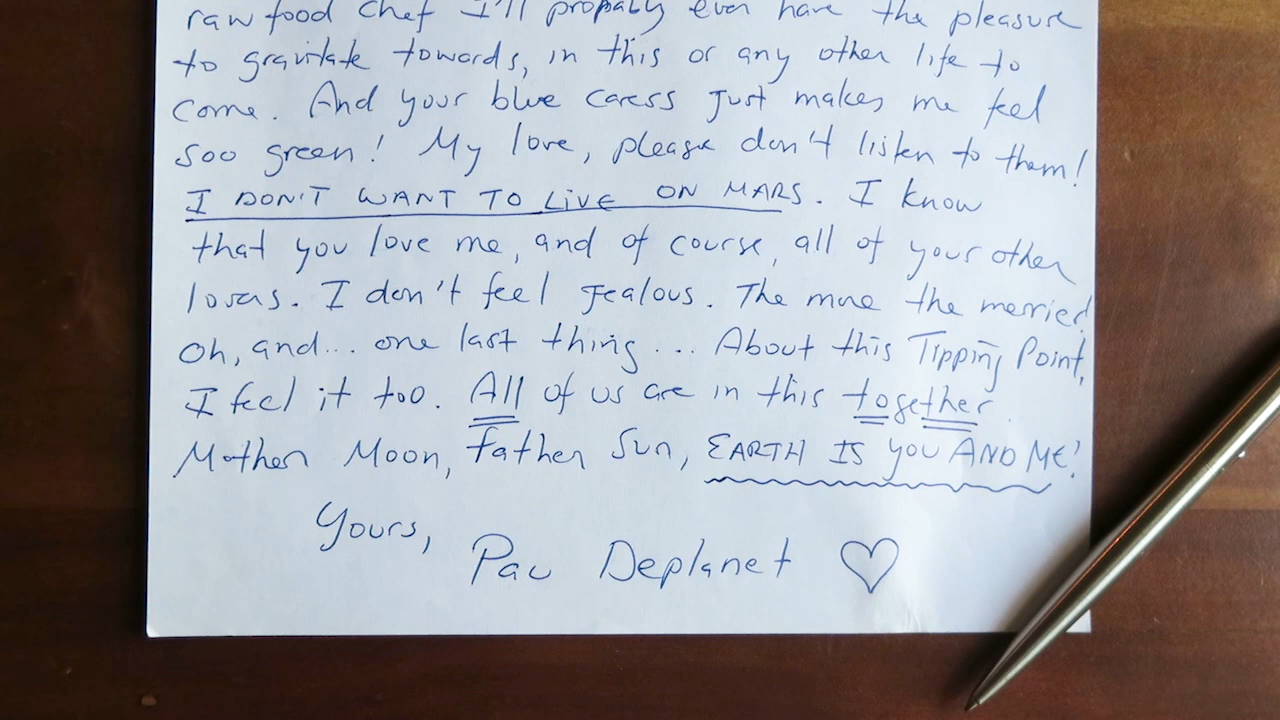 raw food chef I'll probably ever have the pleasure
to gravitate towards, in this or any other life to
come. And your blue caress just makes me feel
soo green! My love, please don't listen to them!
I DON'T WANT TO LIVE ON MARS. I know
that you love me, and of course, all of your other
lovers. I don't feel jealous. The more the merrier!
Oh, and... one last thing... About this Tipping Point,
I feel it too. All of us are in this together.
Mother Moon, Father Sun, EARTH IS YOU AND ME!
Yours,
Pau Deplanet ♡